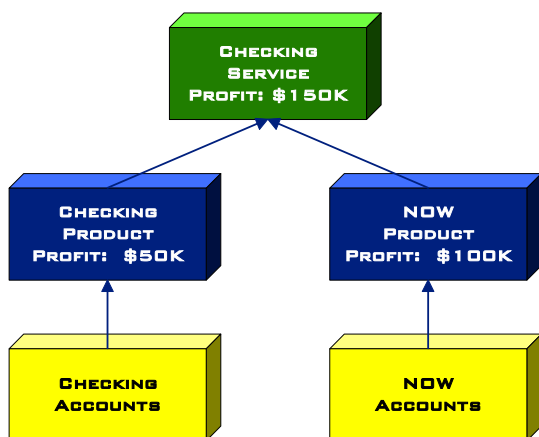 Checking
Service
Profit: $150K
Checking
Product
Profit: $50K
NOW
Product
Profit: $100K
Checking
Accounts
NOW
Accounts